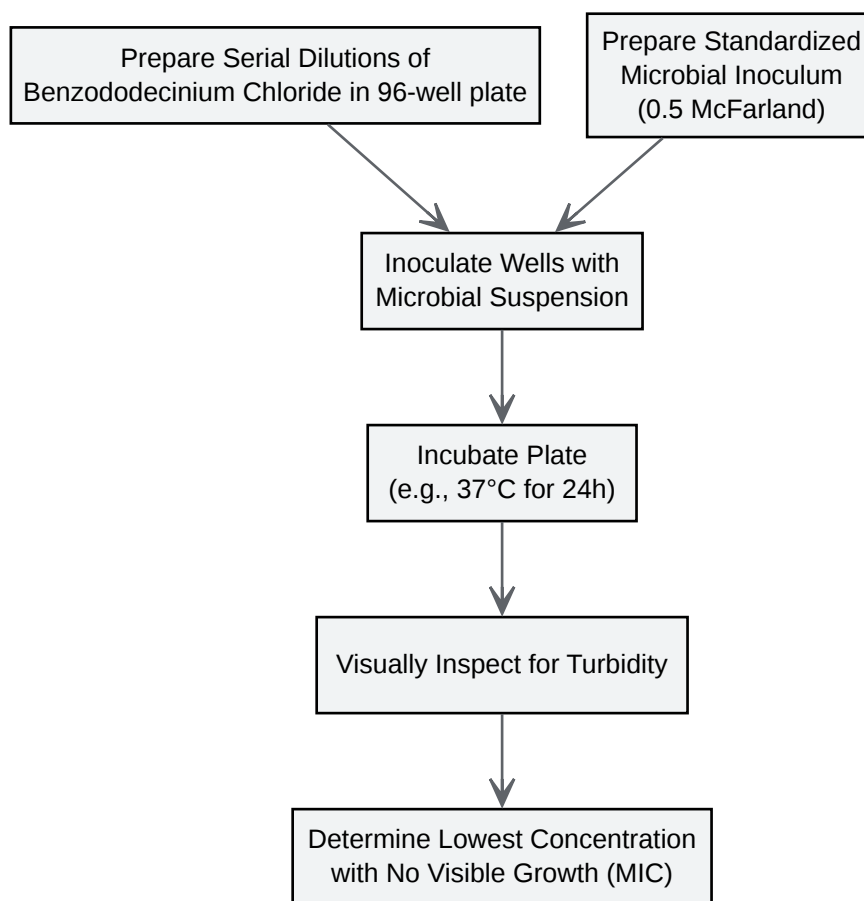 Prepare Serial Dilutions of
Benzododecinium Chloride in 96-well plate
Prepare Standardized
Microbial Inoculum
(0.5 McFarland)
Inoculate Wells with
Microbial Suspension
Incubate Plate
(e.g., 37°C for 24h)
Visually Inspect for Turbidity
Determine Lowest Concentration
with No Visible Growth (MIC)